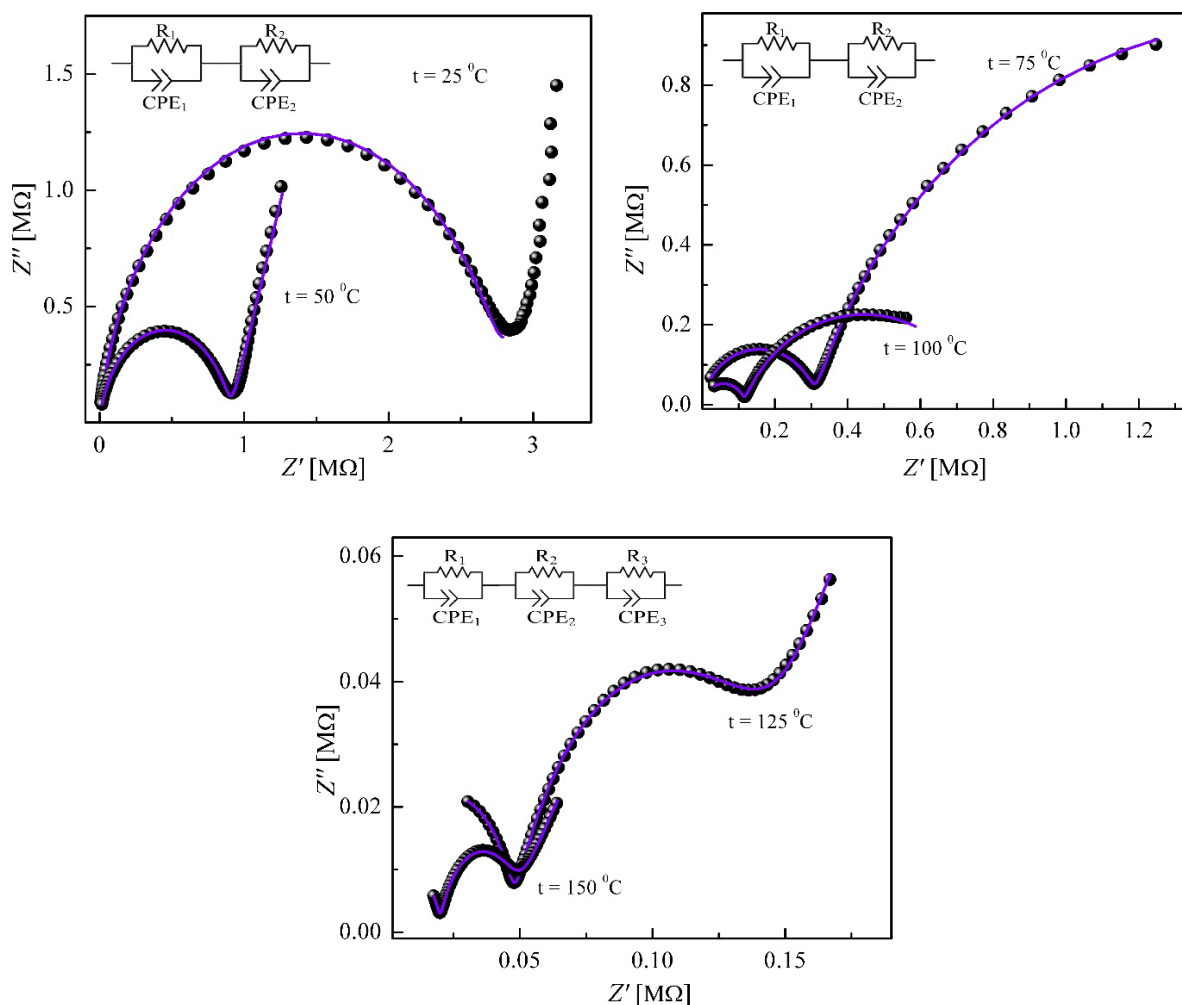 R₁ R₂
CPE₁ CPE₂
t = 25 ⁰C
t = 50 ⁰C
1.5
1.0
0.5
Z″ [MΩ]
0 1 2 3
Z′ [MΩ]
R₁ R₂
CPE₁ CPE₂
t = 75 ⁰C
t = 100 ⁰C
0.8
0.6
0.4
0.2
0.0
Z″ [MΩ]
0.2 0.4 0.6 0.8 1.0 1.2
Z′ [MΩ]
R₁ R₂ R₃
CPE₁ CPE₂ CPE₃
t = 125 ⁰C
t = 150 ⁰C
0.06
0.04
0.02
0.00
Z″ [MΩ]
0.05 0.10 0.15
Z′ [MΩ]